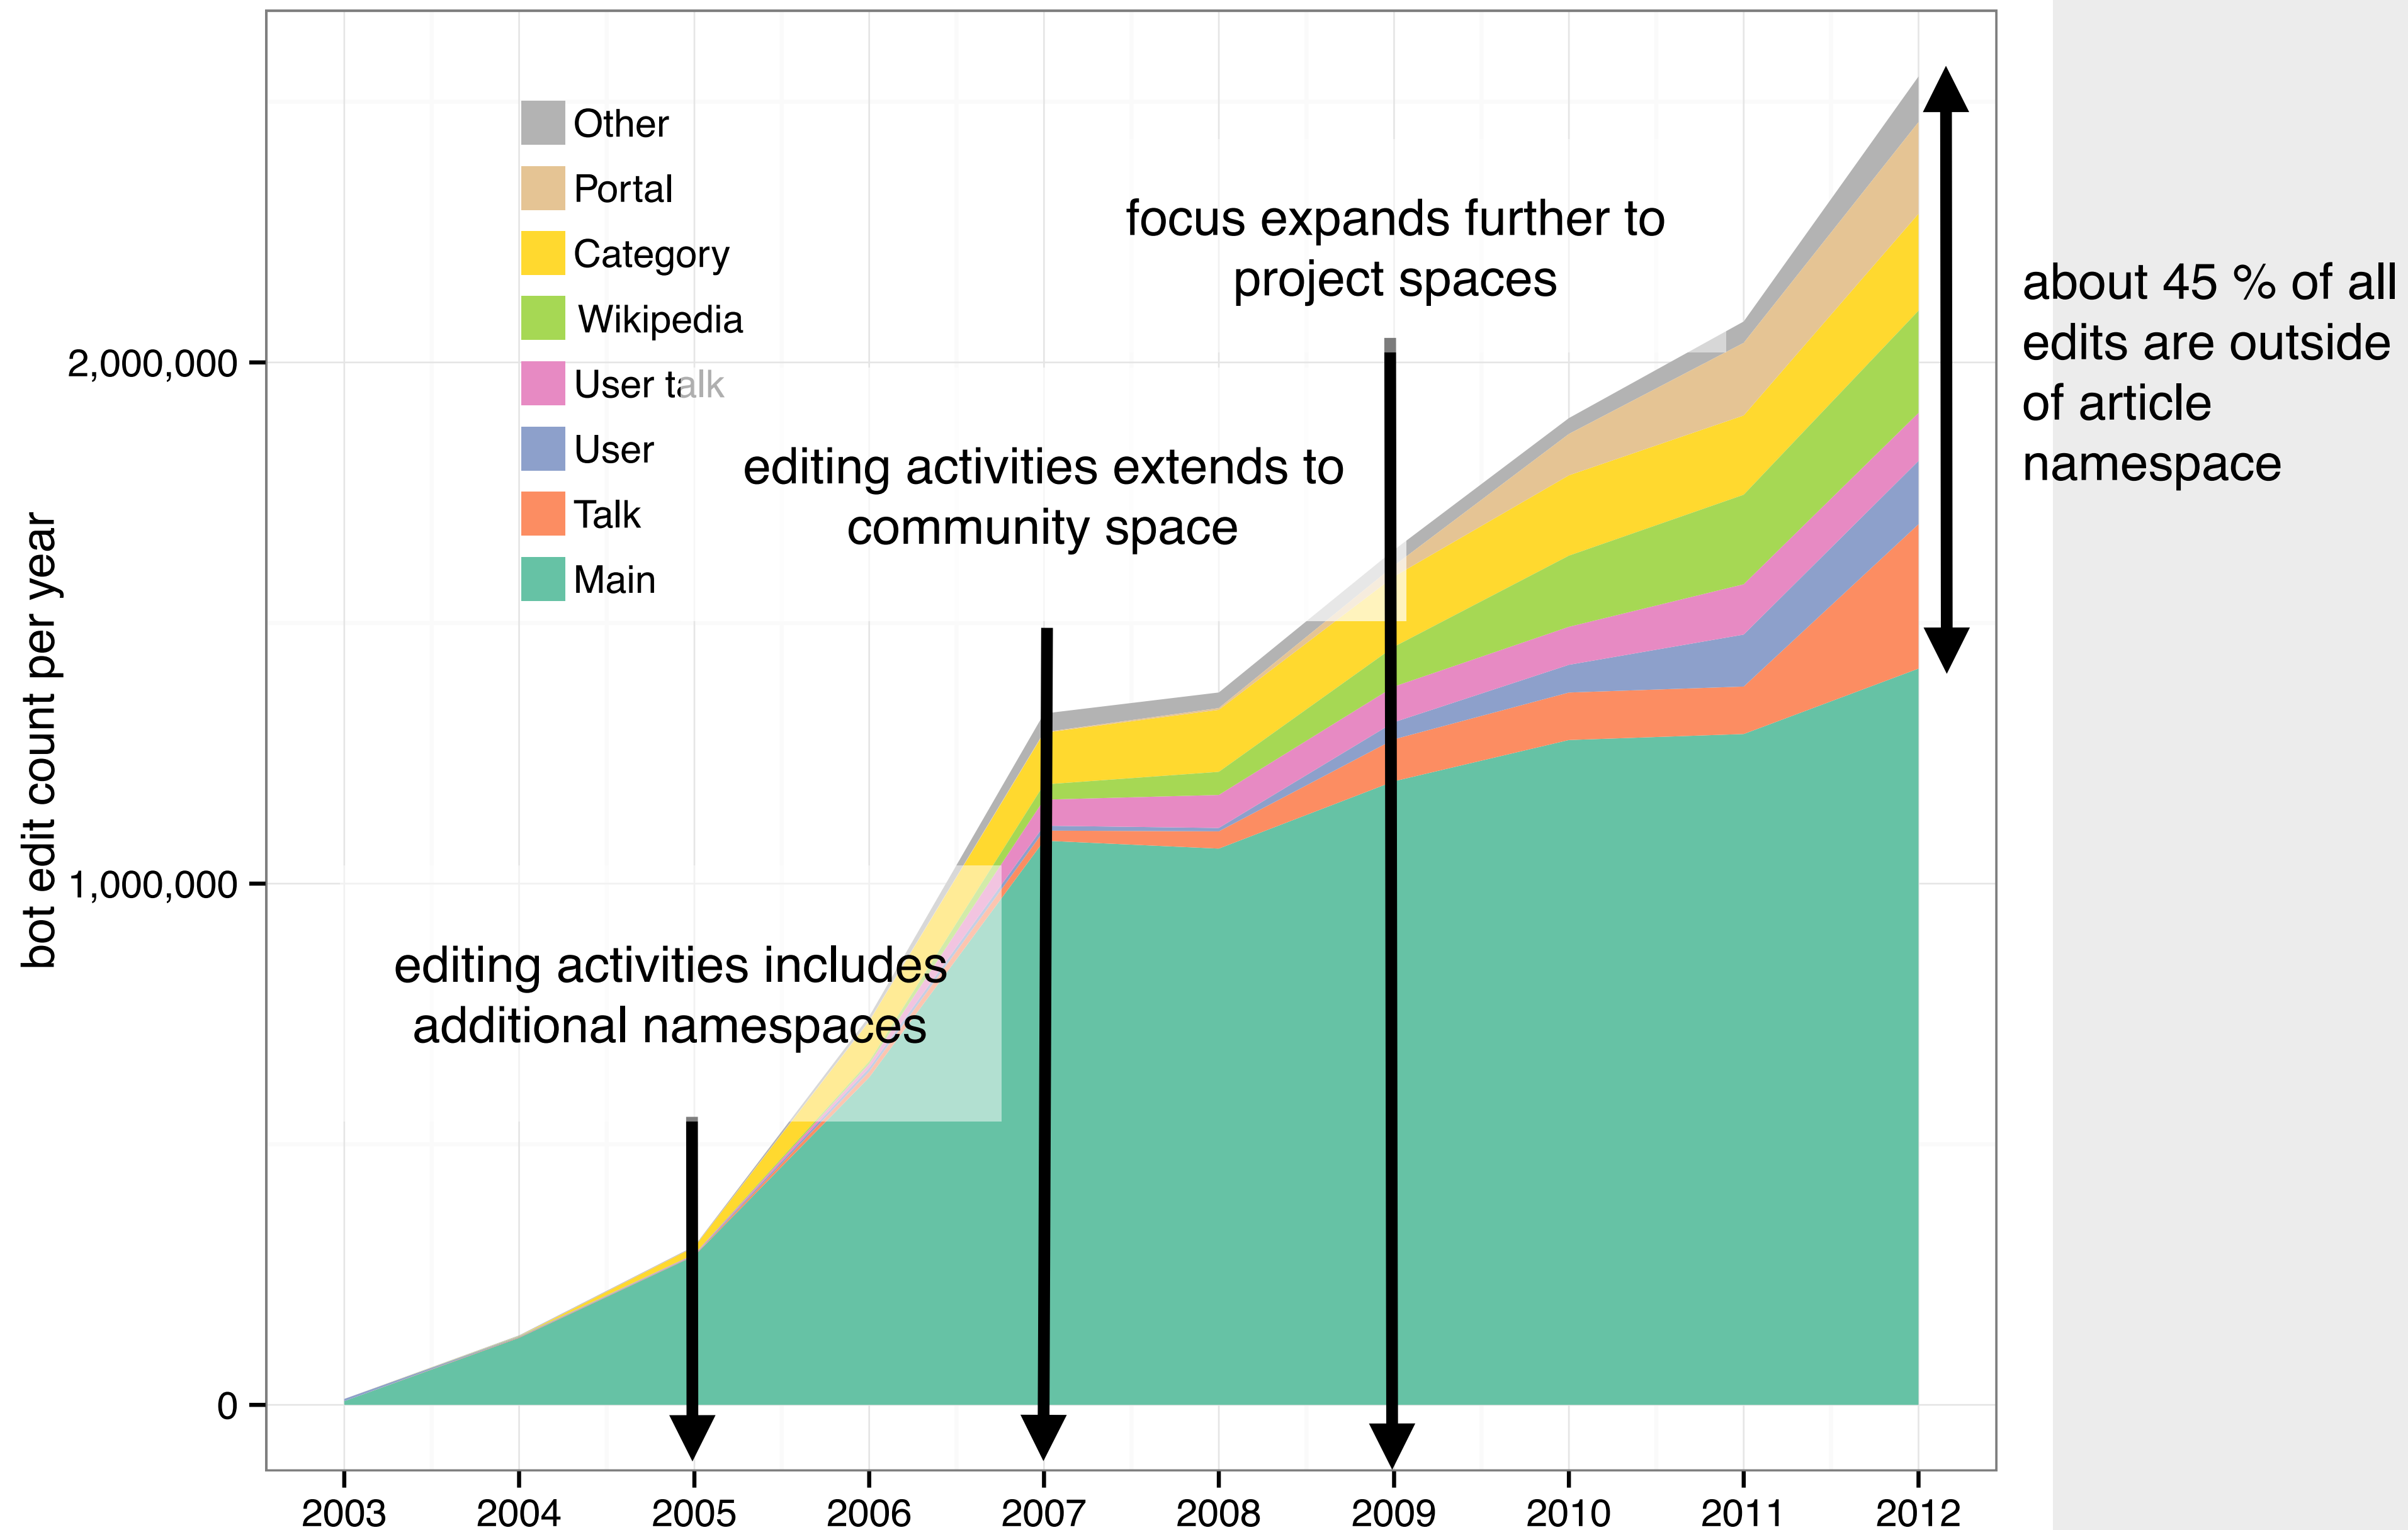 Other
Portal
Category
Wikipedia
User talk
User
Talk
Main
focus expands further to
project spaces
editing activities extends to
community space
editing activities includes
additional namespaces
about 45 % of all
edits are outside
of article
namespace
bot edit count per year
2,000,000
1,000,000
0
2003 2004 2005 2006 2007 2008 2009 2010 2011 2012